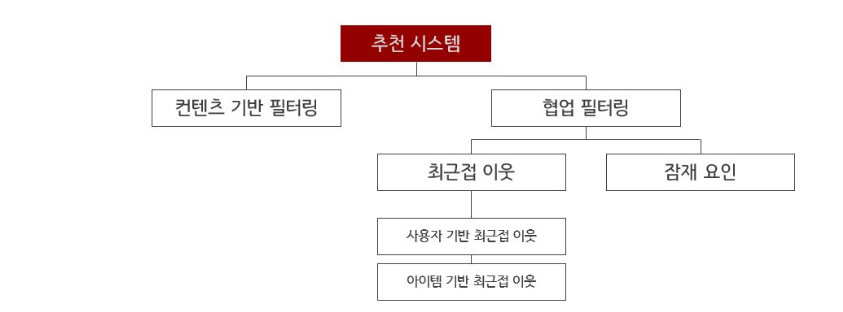 추천 시스템
컨텐츠 기반 필터링
협업 필터링
최근접 이웃
잠재 요인
사용자 기반 최근접 이웃
아이템 기반 최근접 이웃